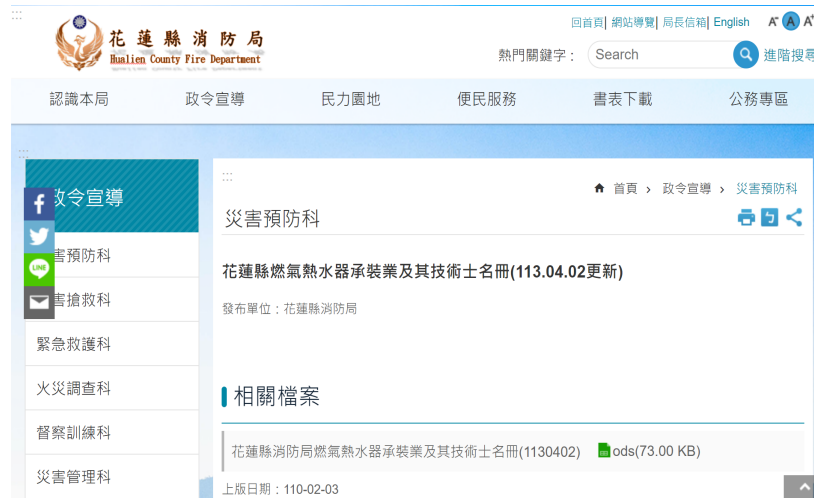 :::
回首頁| 網站導覽| 局長信箱| English A- A A+
花蓮縣消防局
Hualien County Fire Department
熱門關鍵字： Search 進階搜尋
認識本局 政令宣導 民力園地 便民服務 書表下載 公務專區
:::
政令宣導
害預防科
害搶救科
緊急救護科
火災調查科
督察訓練科
災害管理科
LINE
:::
首頁 › 政令宣導 › 災害預防科
災害預防科
花蓮縣燃氣熱水器承裝業及其技術士名冊(113.04.02更新)
發布單位：花蓮縣消防局
相關檔案
花蓮縣消防局燃氣熱水器承裝業及其技術士名冊(1130402) ods(73.00 KB)
上版日期：110-02-03